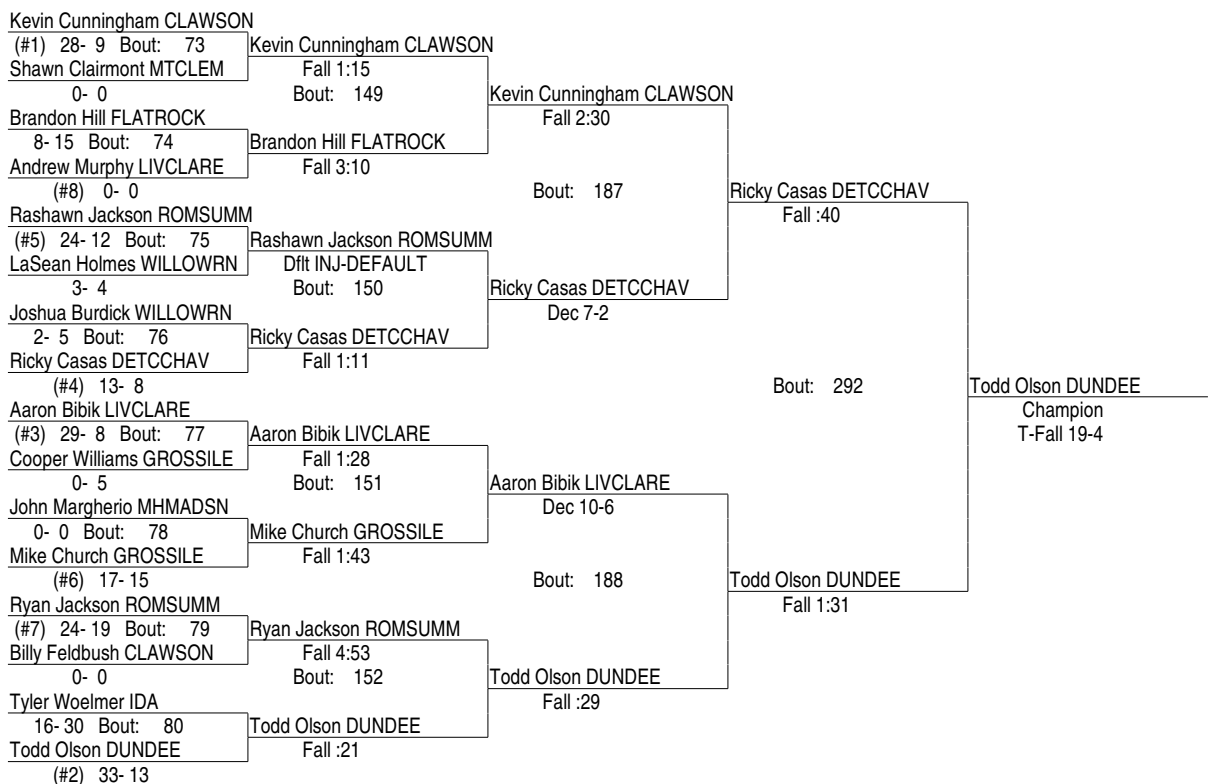 Kevin Cunningham CLAWSON
(#1) 28- 9 Bout: 73
Shawn Clairmont MTCLEM
0- 0
Brandon Hill FLATROCK
8- 15 Bout: 74
Andrew Murphy LIVCLARE
(#8) 0- 0
Rashawn Jackson ROMSUMM
(#5) 24- 12 Bout: 75
LaSean Holmes WILLOWRN
3- 4
Joshua Burdick WILLOWRN
2- 5 Bout: 76
Ricky Casas DETCCHAV
(#4) 13- 8
Aaron Bibik LIVCLARE
(#3) 29- 8 Bout: 77
Cooper Williams GROSSILE
0- 5
John Margherio MHMADSN
0- 0 Bout: 78
Mike Church GROSSILE
(#6) 17- 15
Ryan Jackson ROMSUMM
(#7) 24- 19 Bout: 79
Billy Feldbush CLAWSON
0- 0
Tyler Woelmer IDA
16- 30 Bout: 80
Todd Olson DUNDEE
(#2) 33- 13
Kevin Cunningham CLAWSON
Fall 1:15
Bout: 149
Brandon Hill FLATROCK
Fall 3:10
Rashawn Jackson ROMSUMM
Dflt INJ-DEFAULT
Bout: 150
Ricky Casas DETCCHAV
Fall 1:11
Aaron Bibik LIVCLARE
Fall 1:28
Bout: 151
Mike Church GROSSILE
Fall 1:43
Ryan Jackson ROMSUMM
Fall 4:53
Bout: 152
Todd Olson DUNDEE
Fall :21
Kevin Cunningham CLAWSON
Fall 2:30
Bout: 187
Ricky Casas DETCCHAV
Dec 7-2
Aaron Bibik LIVCLARE
Dec 10-6
Bout: 188
Todd Olson DUNDEE
Fall :29
Ricky Casas DETCCHAV
Fall :40
Bout: 292
Todd Olson DUNDEE
Fall 1:31
Todd Olson DUNDEE
Champion
T-Fall 19-4